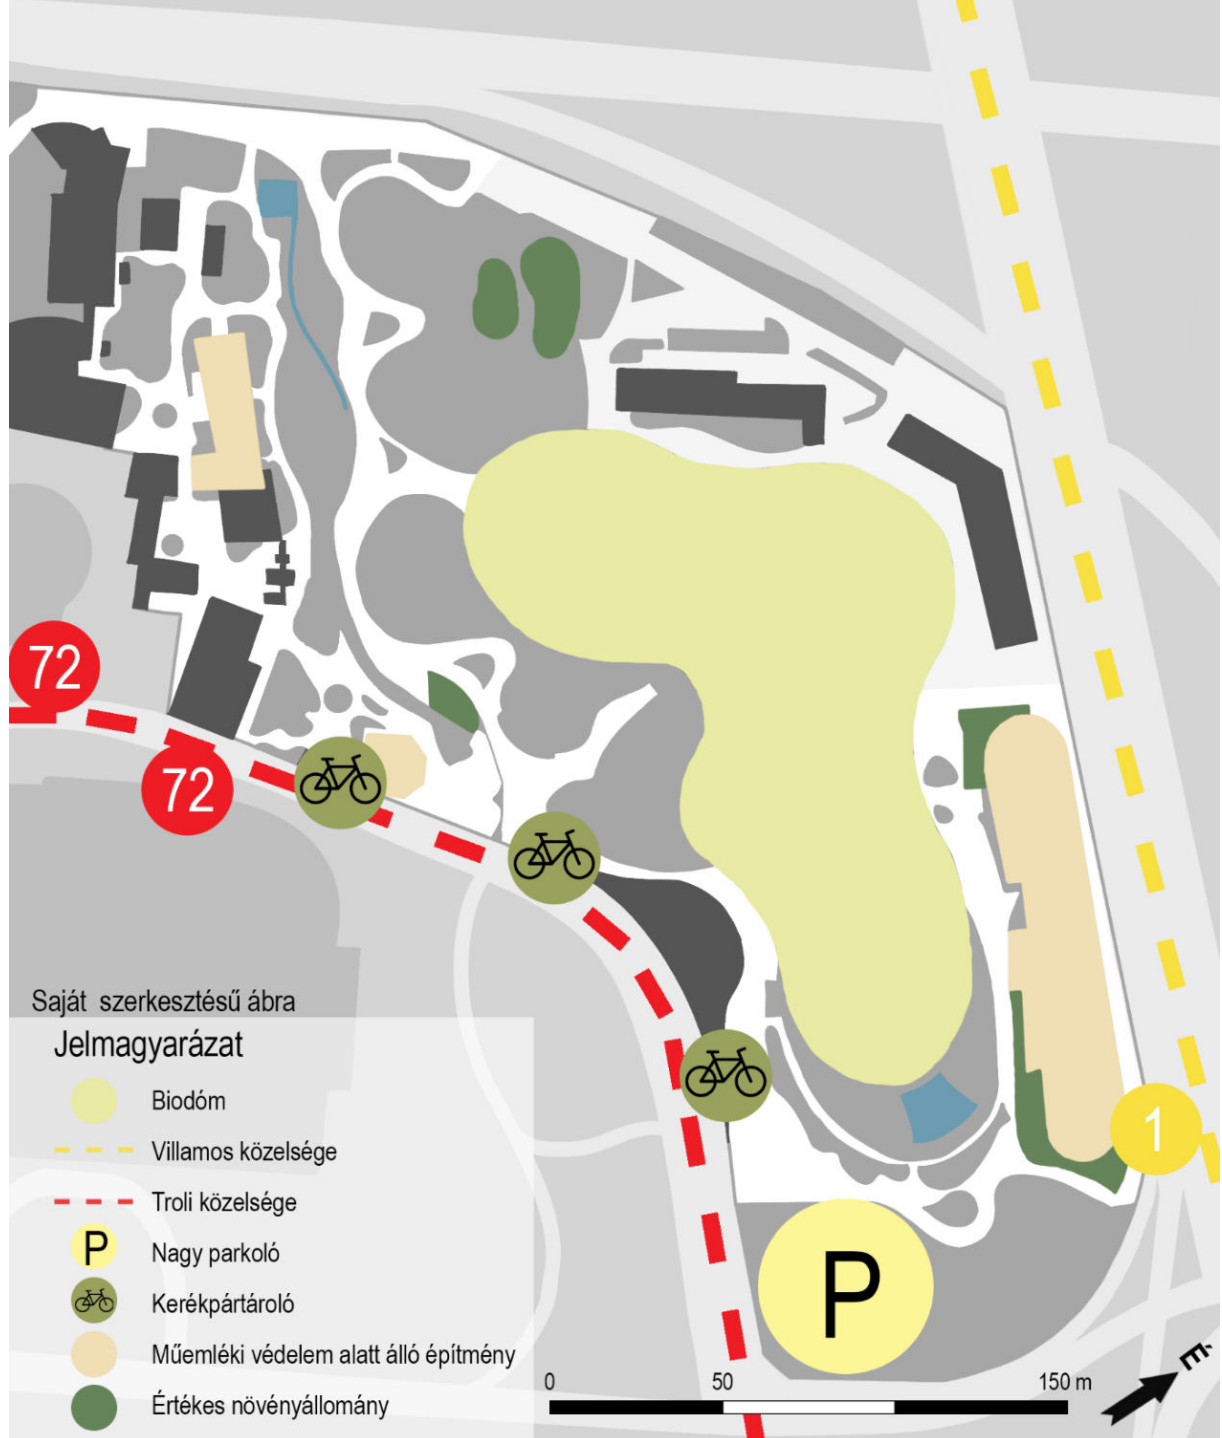 72
72
1
P
Saját szerkesztésű ábra
Jelmagyarázat
Biodóm
Villamos közelsége
Troli közelsége
P Nagy parkoló
Kerékpártároló
Műemléki védelem alatt álló építmény
Értékes növényállomány
0 50 150 m
É